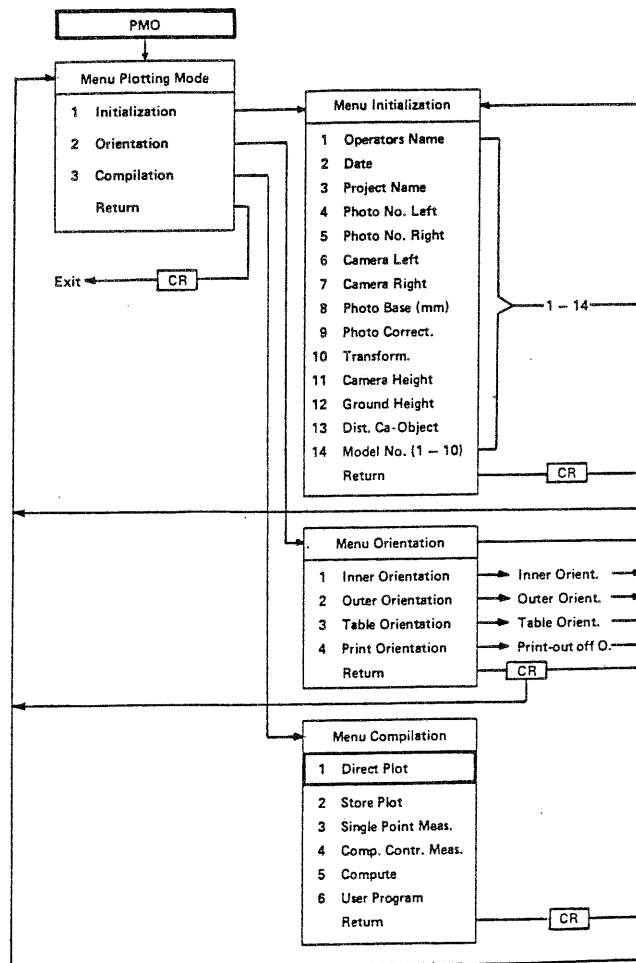 PMO
Menu Plotting Mode
1 Initialization
2 Orientation
3 Compilation
Return
Exit
CR
Menu Initialization
1 Operators Name
2 Date
3 Project Name
4 Photo No. Left
5 Photo No. Right
6 Camera Left
7 Camera Right
8 Photo Base (mm)
9 Photo Correct.
10 Transform.
11 Camera Height
12 Ground Height
13 Dist. Ca-Object
14 Model No. (1 – 10)
Return
1 – 14
CR
Menu Orientation
1 Inner Orientation
2 Outer Orientation
3 Table Orientation
4 Print Orientation
Return
Inner Orient.
Outer Orient.
Table Orient.
Print-out off O.
CR
Menu Compilation
1 Direct Plot
2 Store Plot
3 Single Point Meas.
4 Comp. Contr. Meas.
5 Compute
6 User Program
Return
CR